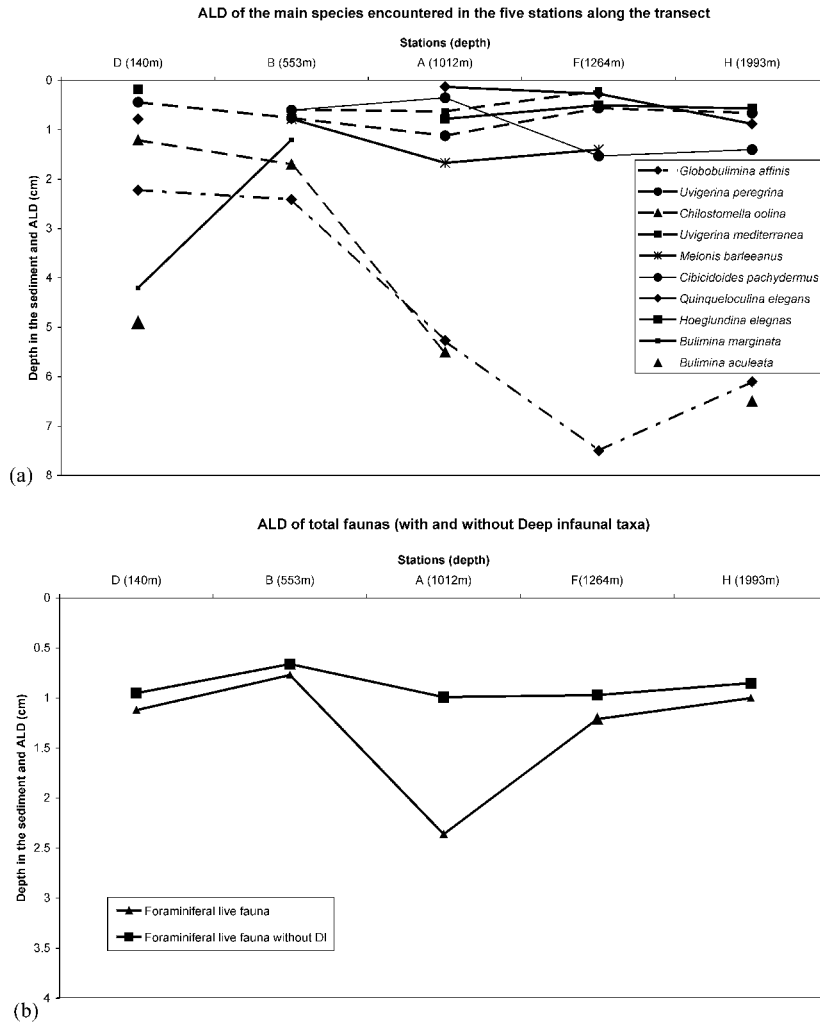 ALD of the main species encountered in the five stations along the transect
Stations (depth)
D (140m) B (553m) A (1012m) F(1264m) H (1993m)
Depth in the sediment and ALD (cm)
0
1
2
3
4
5
6
7
8
Globobulimina affinis
Uvigerina peregrina
Chilostomella oolina
Uvigerina mediterranea
Melonis barleeanus
Cibicidoides pachydermus
Quinqueloculina elegans
Hoeglundina elegnas
Bulimina marginata
Bulimina aculeata
(a)
ALD of total faunas (with and without Deep infaunal taxa)
Stations (depth)
D (140m) B (553m) A (1012m) F(1264m) H (1993m)
Depth in the sediment and ALD (cm)
0
0.5
1
1.5
2
2.5
3
3.5
4
Foraminiferal live fauna
Foraminiferal live fauna without DI
(b)